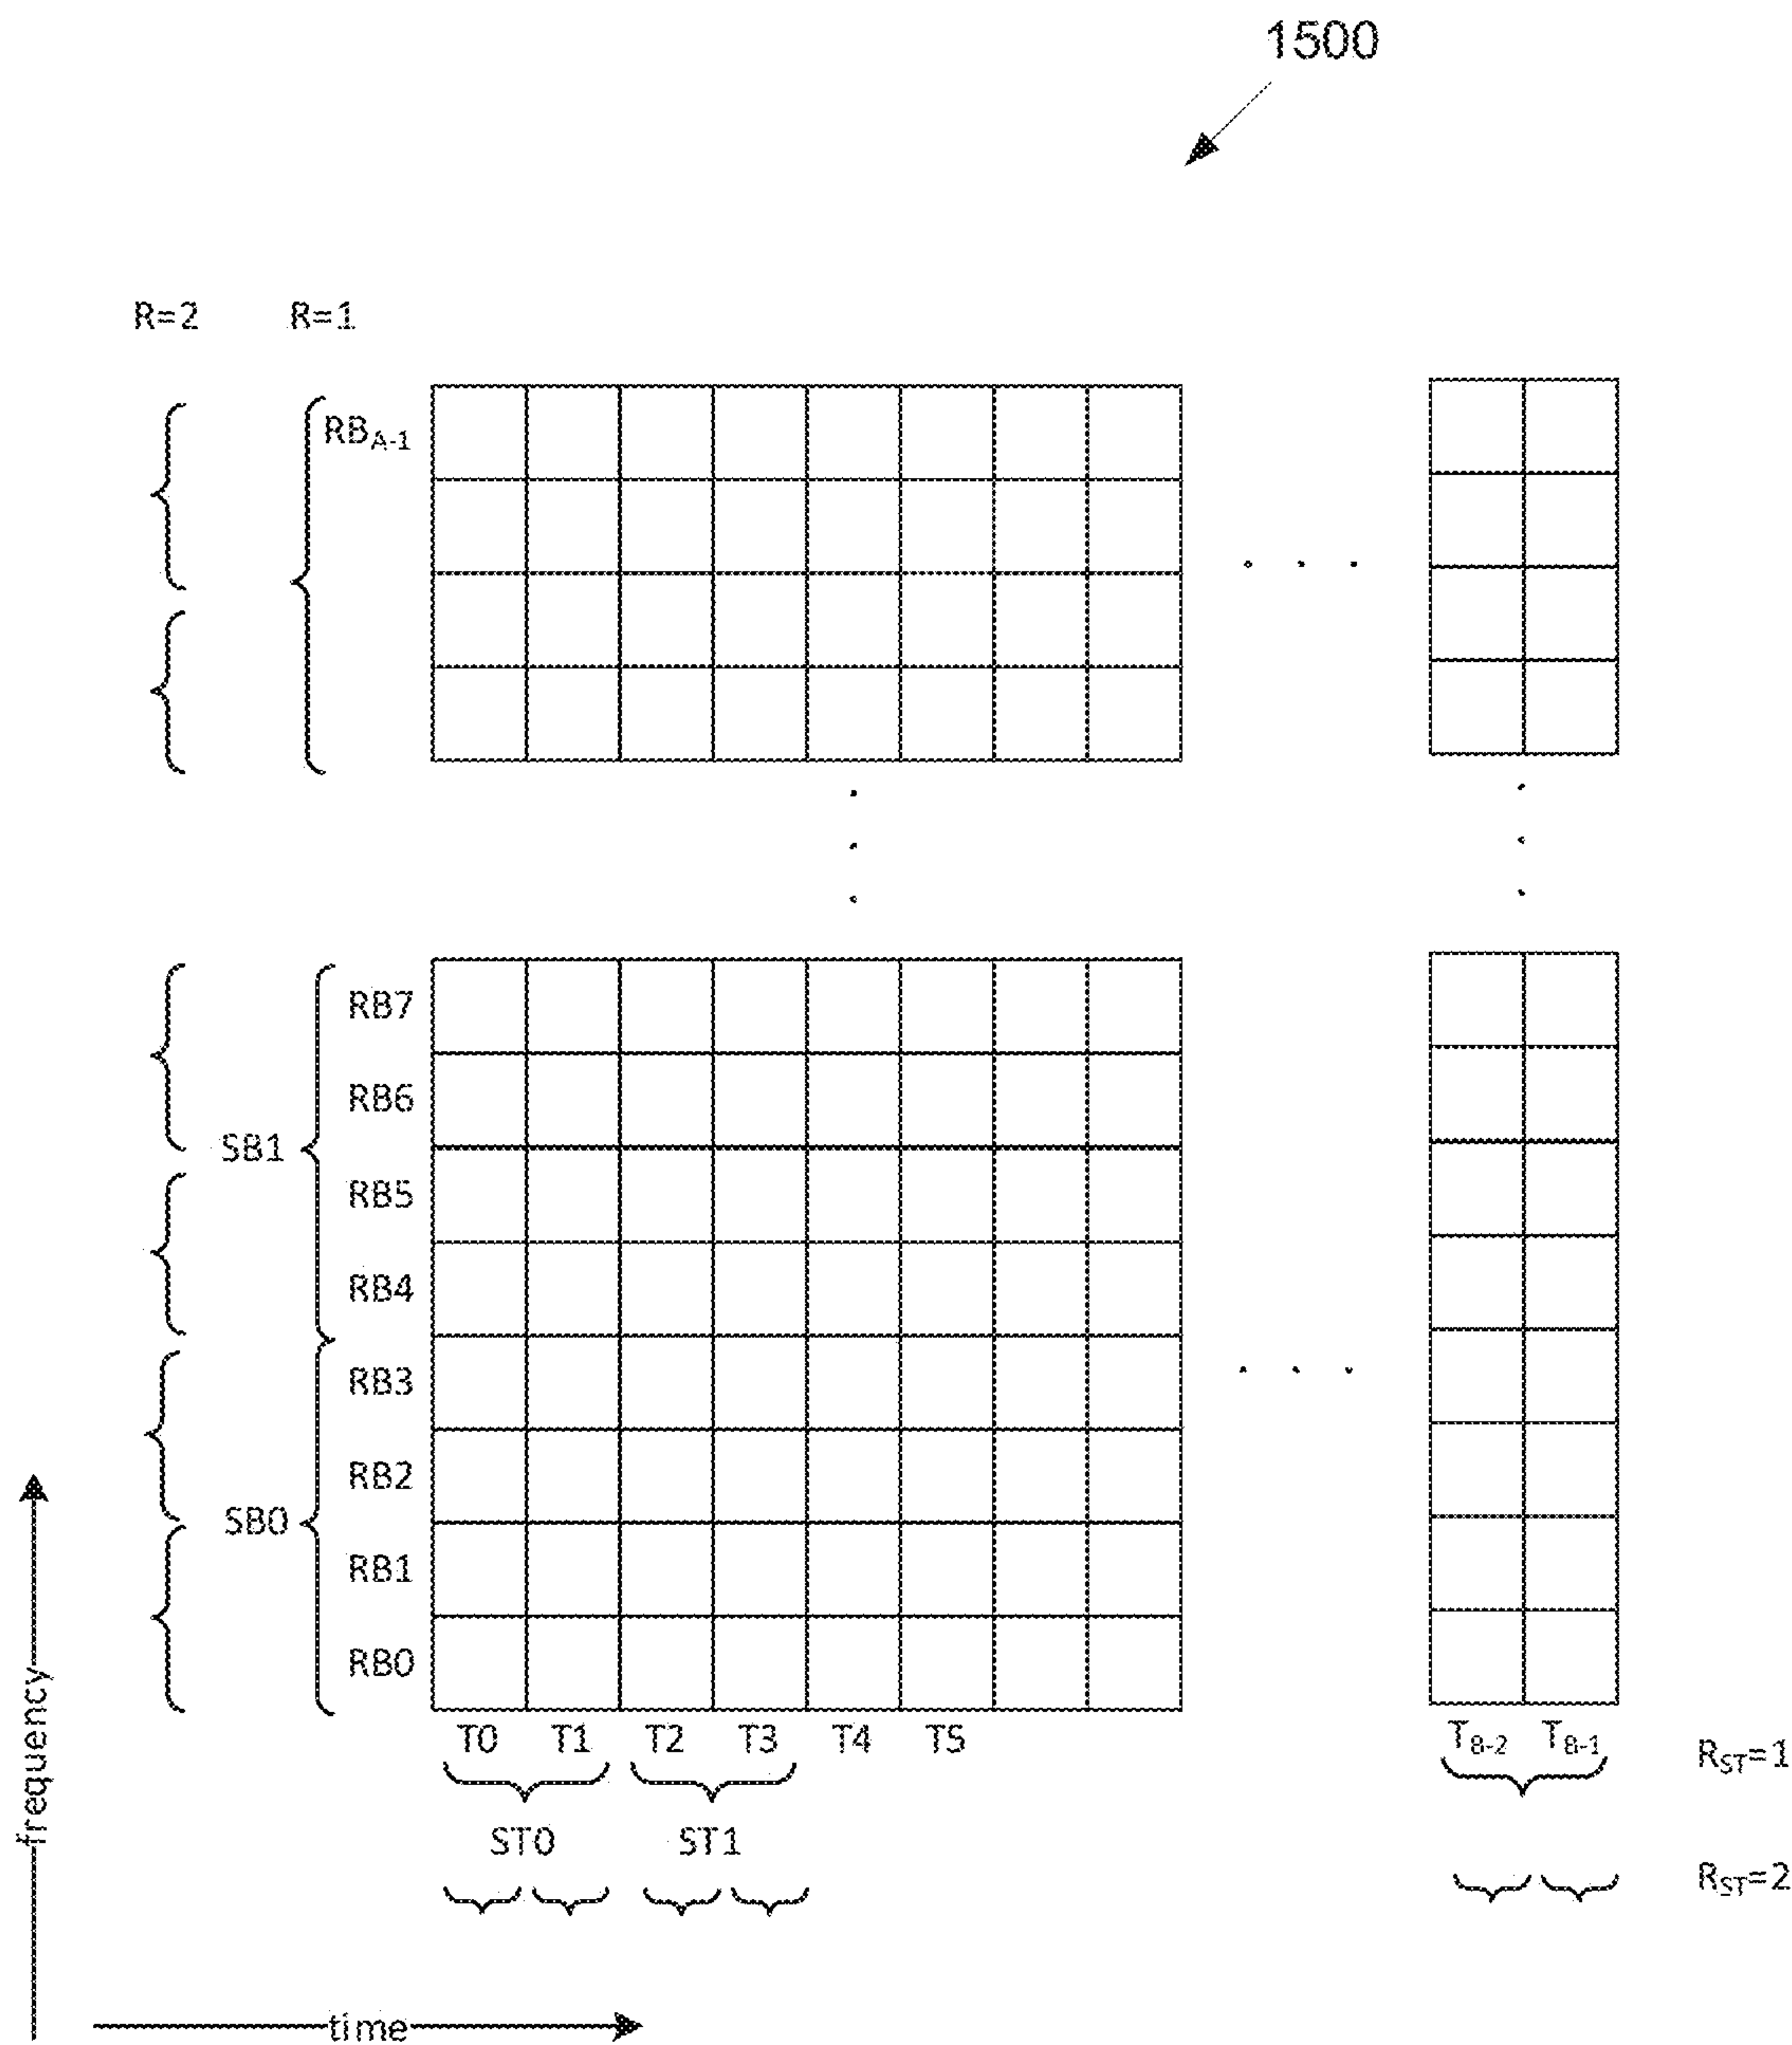 1500
R=2 R=1
RB_A-1
RB7
RB6
SB1
RB5
RB4
RB3
RB2
SB0
RB1
RB0
T0 T1 T2 T3 T4 T5 T_B-2 T_B-1 R_ST=1
ST0 ST1
R_ST=2
frequency
time